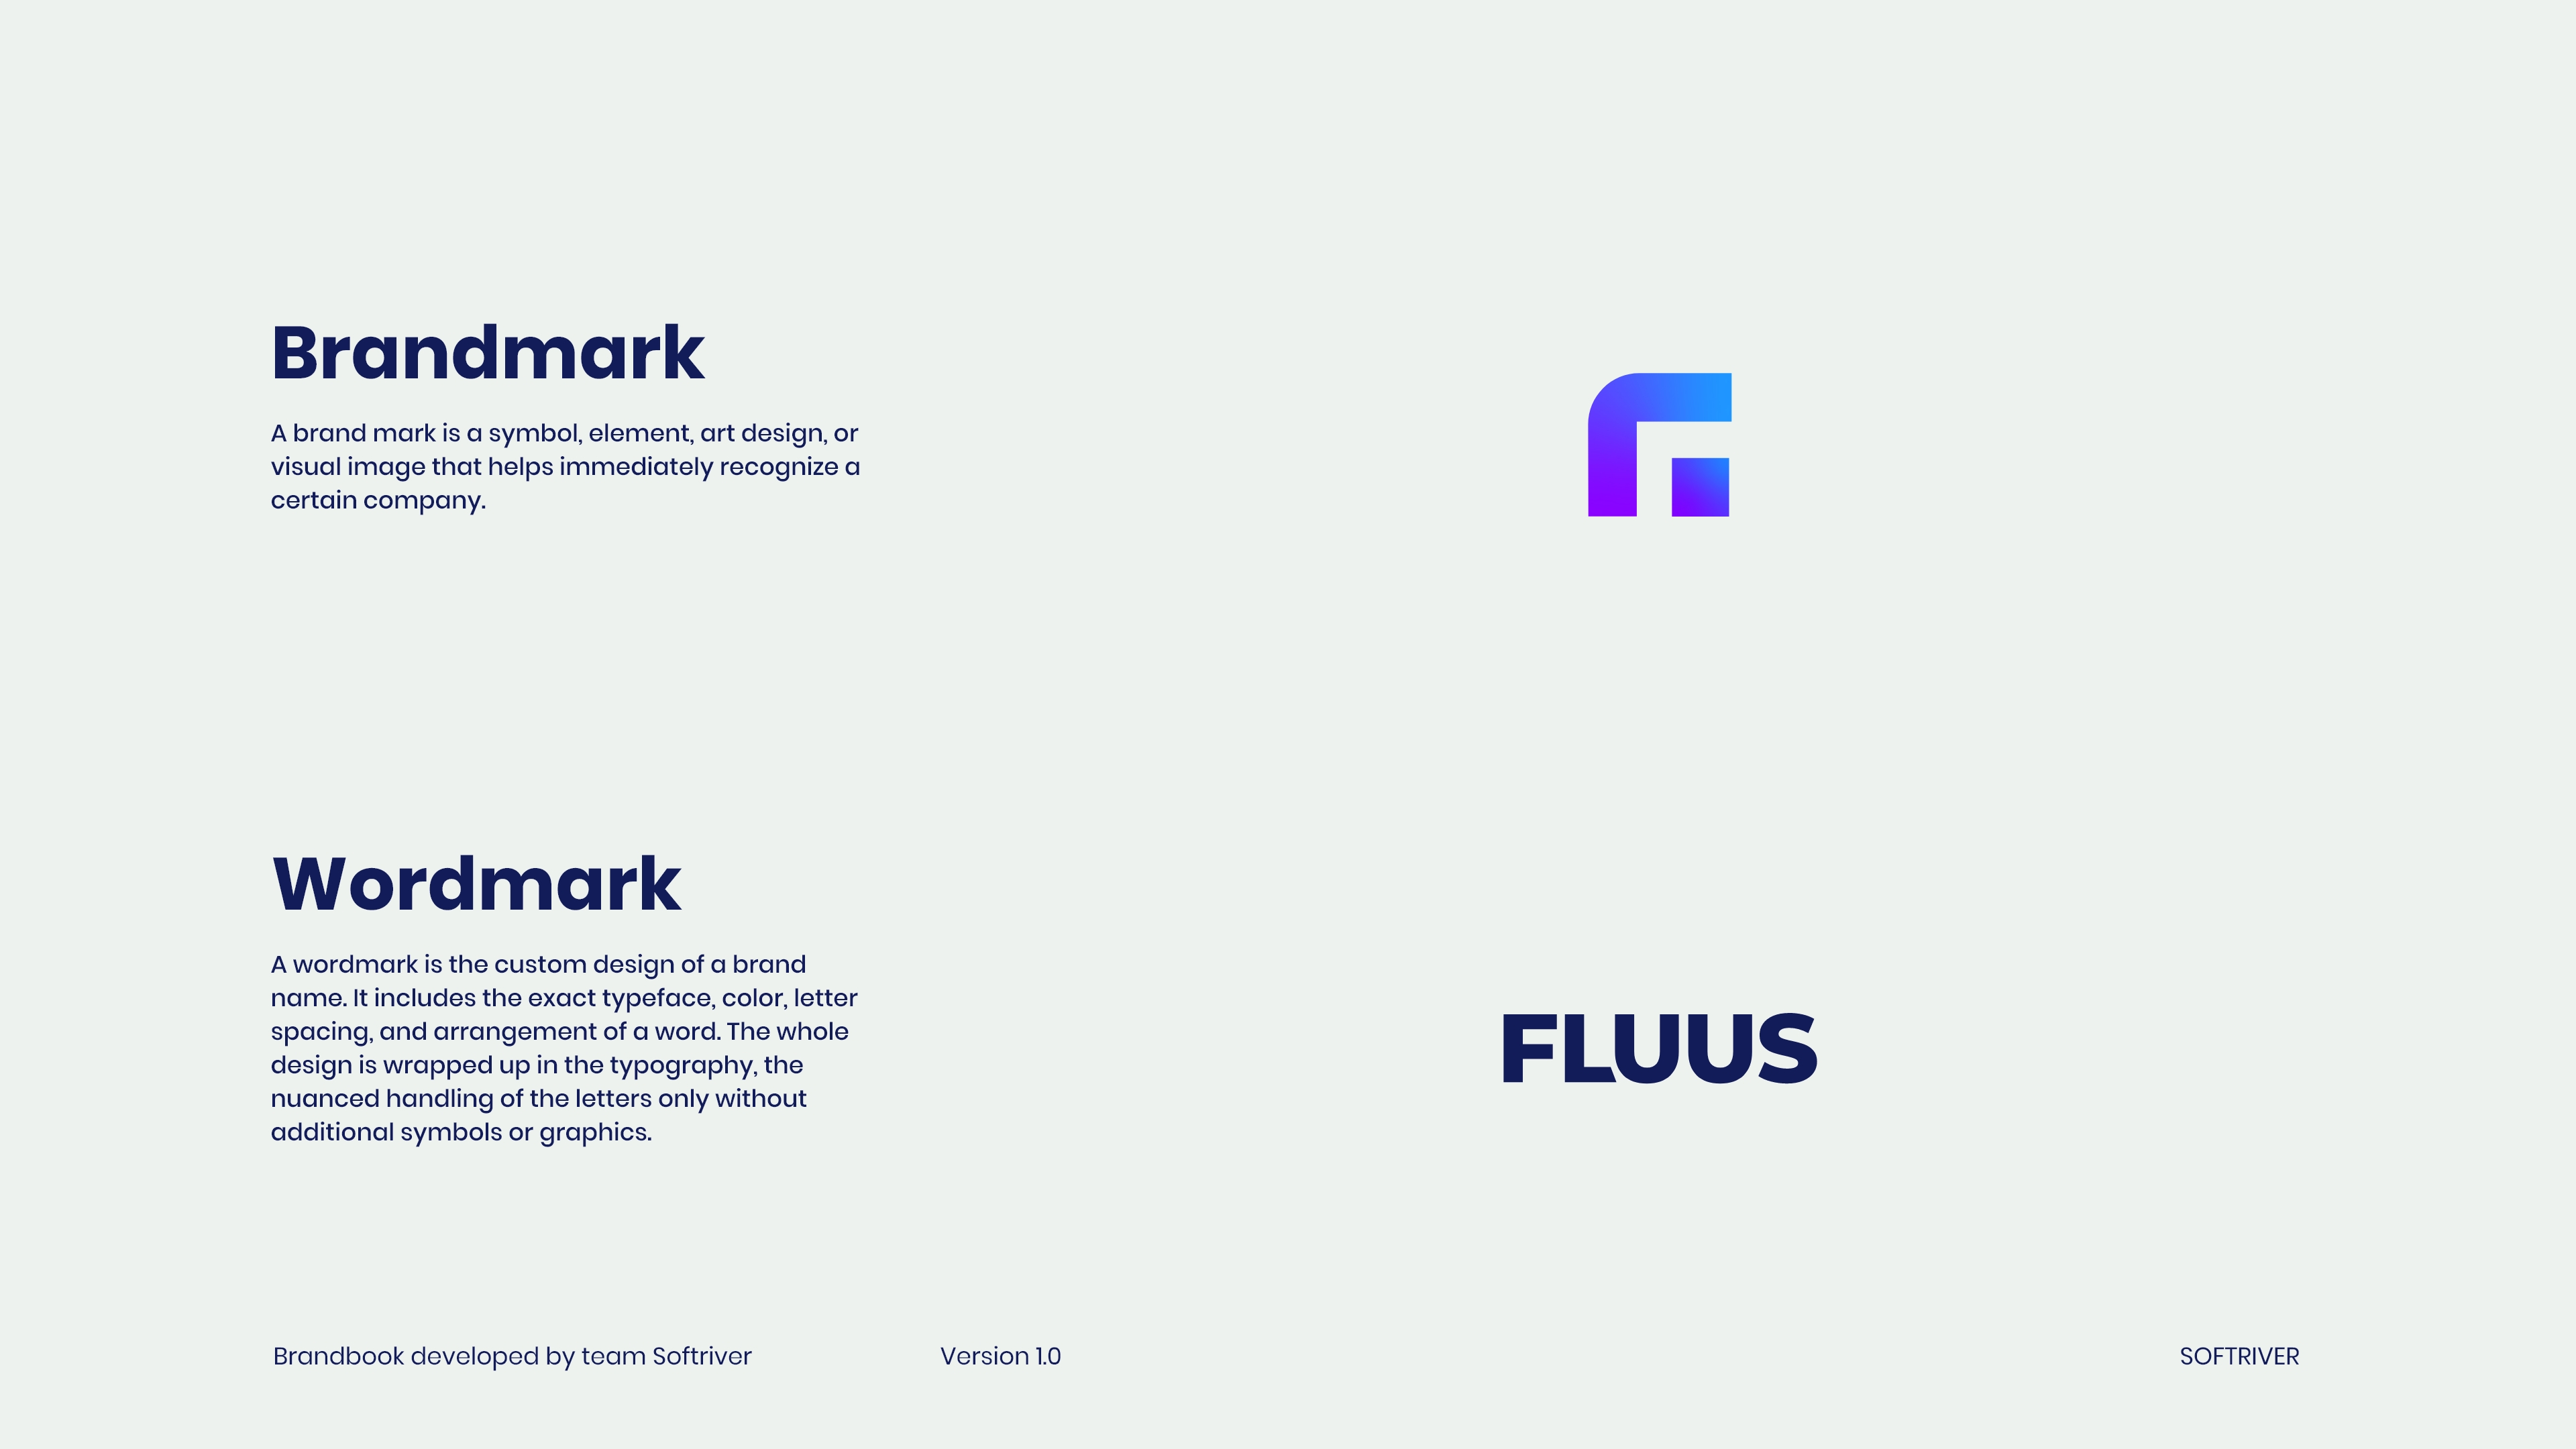 Brandmark
A brand mark is a symbol, element, art design, or
visual image that helps immediately recognize a
certain company.
Wordmark
A wordmark is the custom design of a brand
name. It includes the exact typeface, color, letter
spacing, and arrangement of a word. The whole
design is wrapped up in the typography, the
nuanced handling of the letters only without
additional symbols or graphics.
FLUUS
Brandbook developed by team Softriver
Version 1.0
SOFTRIVER